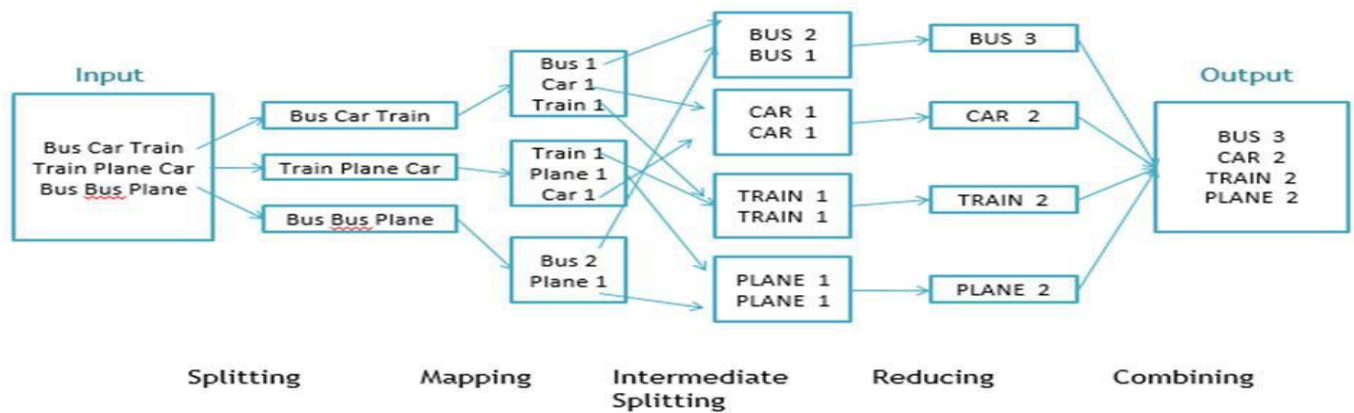 Input
Bus Car Train
Train Plane Car
Bus Bus Plane
Bus Car Train
Train Plane Car
Bus Bus Plane
Bus 1
Car 1
Train 1
Train 1
Plane 1
Car 1
Bus 2
Plane 1
BUS 2
BUS 1
CAR 1
CAR 1
TRAIN 1
TRAIN 1
PLANE 1
PLANE 1
BUS 3
CAR 2
TRAIN 2
PLANE 2
Output
BUS 3
CAR 2
TRAIN 2
PLANE 2
Splitting
Mapping
Intermediate
Splitting
Reducing
Combining